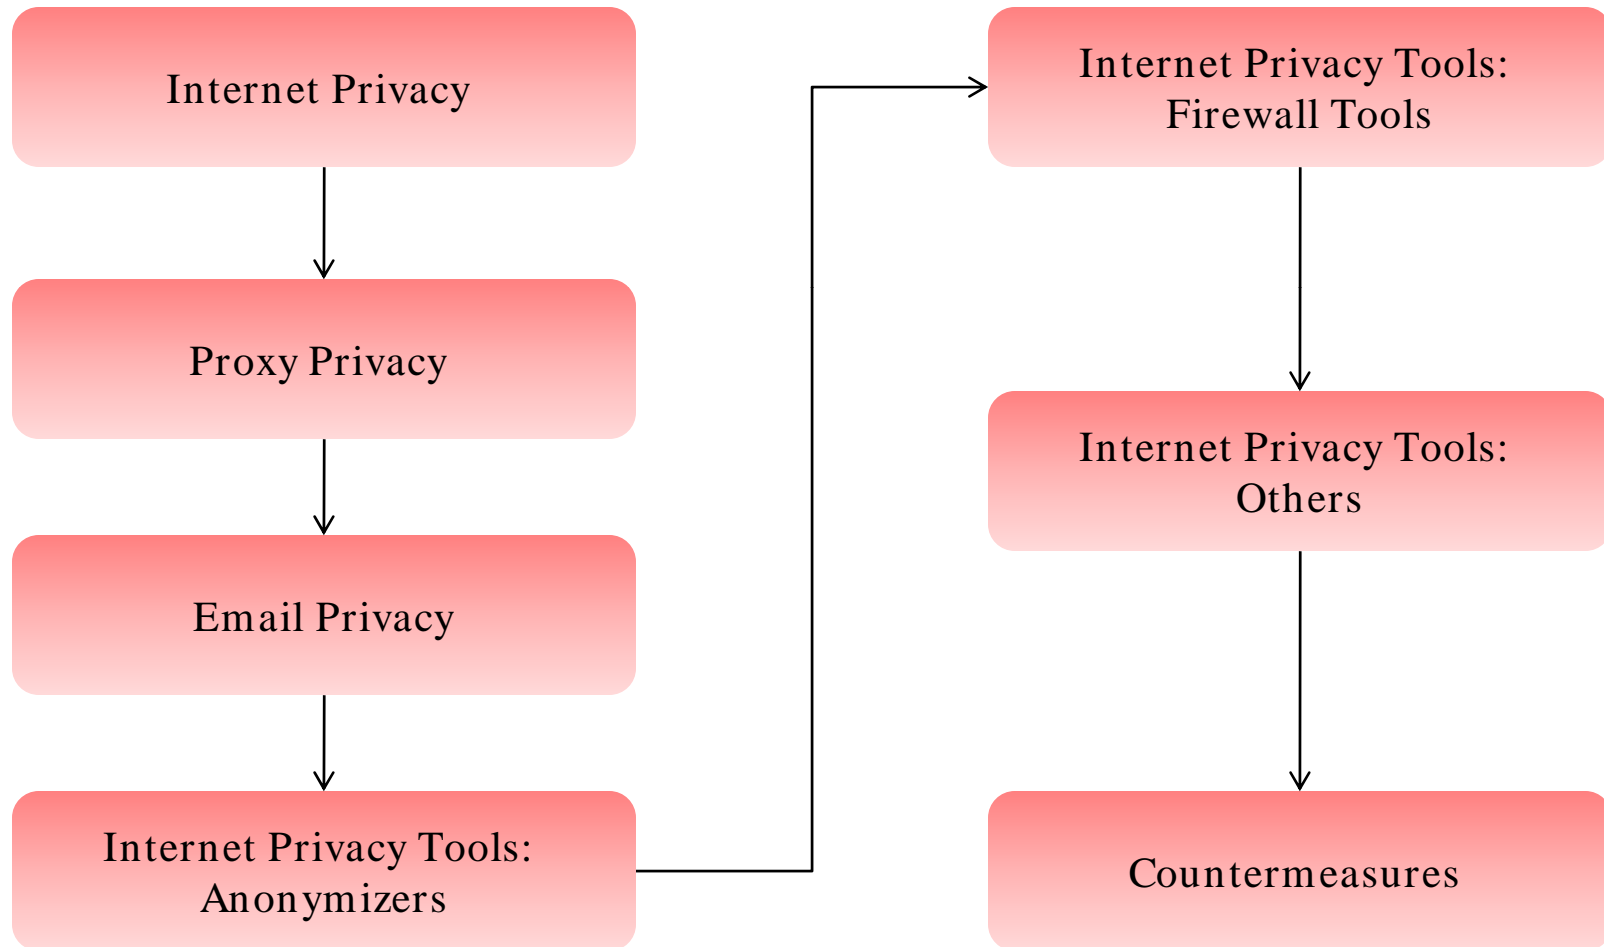 Internet Privacy
Proxy Privacy
Email Privacy
Internet Privacy Tools:
Anonymizers
Internet Privacy Tools:
Firewall Tools
Internet Privacy Tools:
Others
Countermeasures